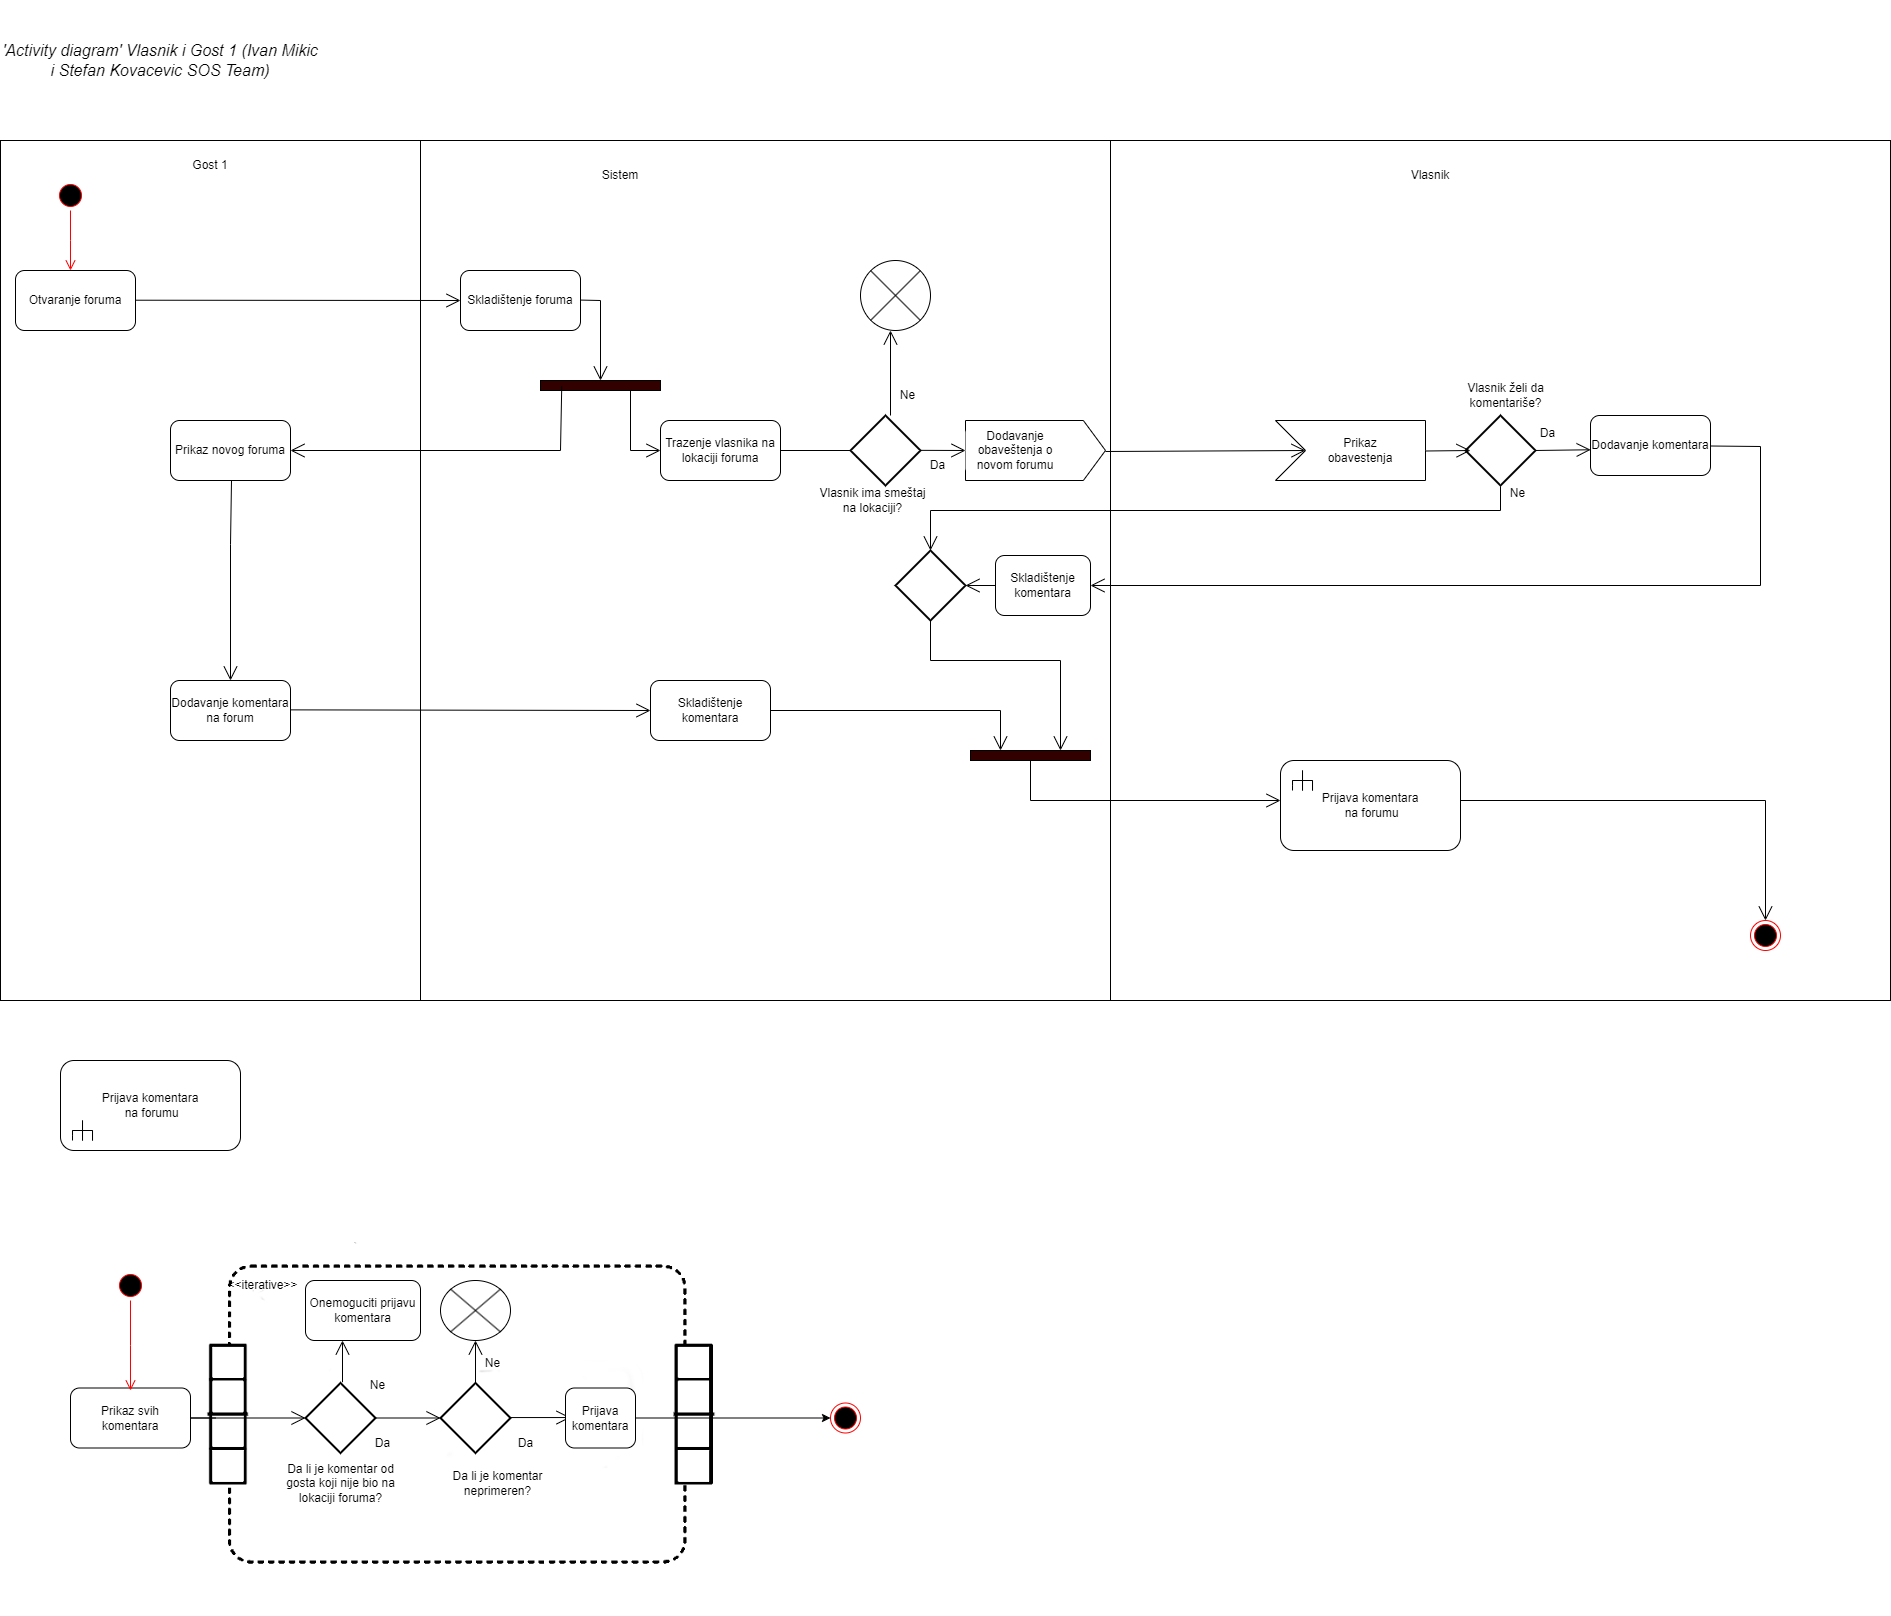 'Activity diagram' Vlasnik i Gost 1 (Ivan Mikic
i Stefan Kovacevic SOS Team)
Gost 1
Sistem
Vlasnik
Otvaranje foruma
Skladištenje foruma
Ne
Vlasnik želi da
komentariše?
Prikaz novog foruma
Trazenje vlasnika na
lokaciji foruma
Da
Vlasnik ima smeštaj
na lokaciji?
Dodavanje
obaveštenja o
novom forumu
Prikaz
obavestenja
Da
Ne
Dodavanje komentara
Skladištenje
komentara
Dodavanje komentara
na forum
Skladištenje
komentara
Prijava komentara
na forumu
Prijava komentara
na forumu
<<iterative>>
Onemoguciti prijavu
komentara
Ne
Ne
Prikaz svih
komentara
Da
Da
Prijava
komentara
Da li je komentar od
gosta koji nije bio na
lokaciji foruma?
Da li je komentar
neprimeren?